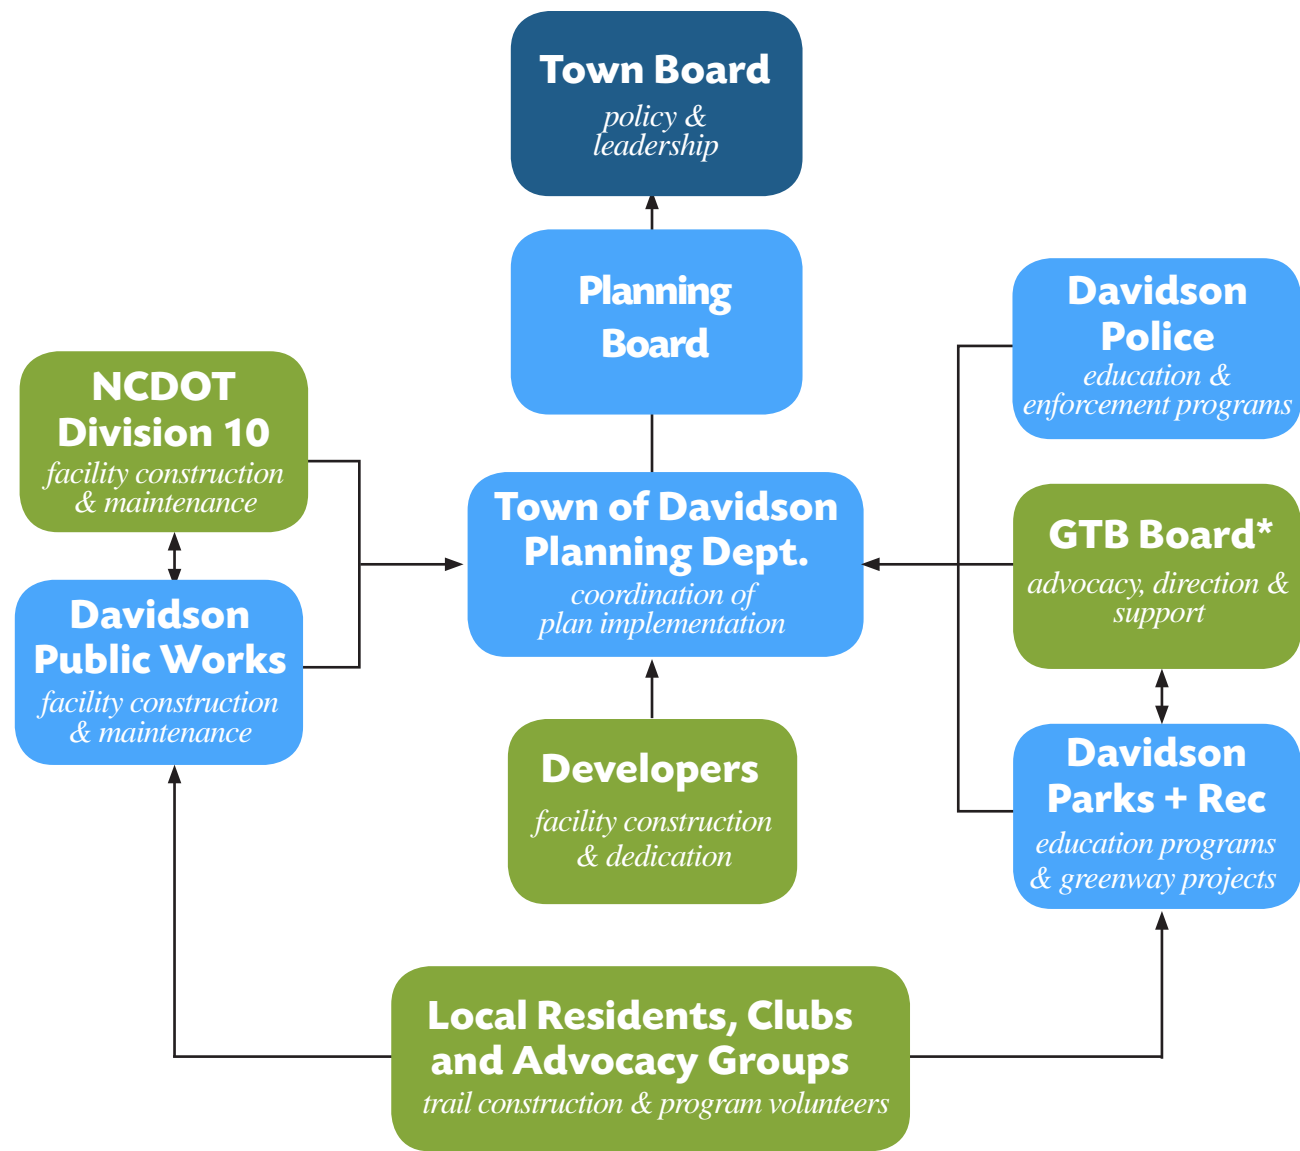 Town Board
policy &
leadership
Planning
Board
Davidson
Police
education &
enforcement programs
NCDOT
Division 10
facility construction
& maintenance
Town of Davidson
Planning Dept.
coordination of
plan implementation
GTB Board*
advocacy, direction &
support
Davidson
Public Works
facility construction
& maintenance
Developers
facility construction
& dedication
Davidson
Parks + Rec
education programs
& greenway projects
Local Residents, Clubs
and Advocacy Groups
trail construction & program volunteers